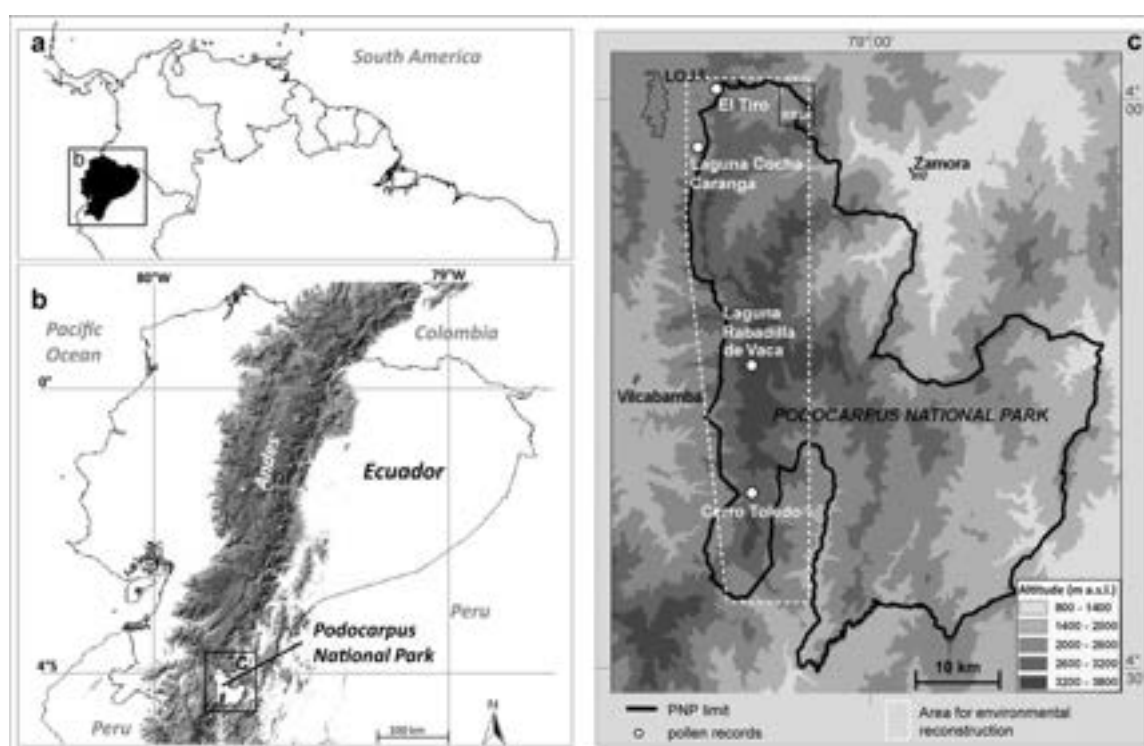 a
South America
b
b
80°W
79°W
Pacific
Ocean
Colombia
0°
Andes
Ecuador
Peru
Podocarpus
National Park
4°S
C
Peru
100 km
N
c
79°00
4°
00
LOJA
El Tiro
Laguna Cocha
Caranga
Zamora
Laguna
Rabadilla
de Vaca
Vilcabamba
PODOCARPUS NATIONAL PARK
Cerro Toledo
Altitude (m a.s.l.)
800 - 1400
1400 - 2000
2000 - 2600
2600 - 3200
3200 - 3800
10 km
4°
30
PNP limit
pollen records
Area for environmental
reconstruction